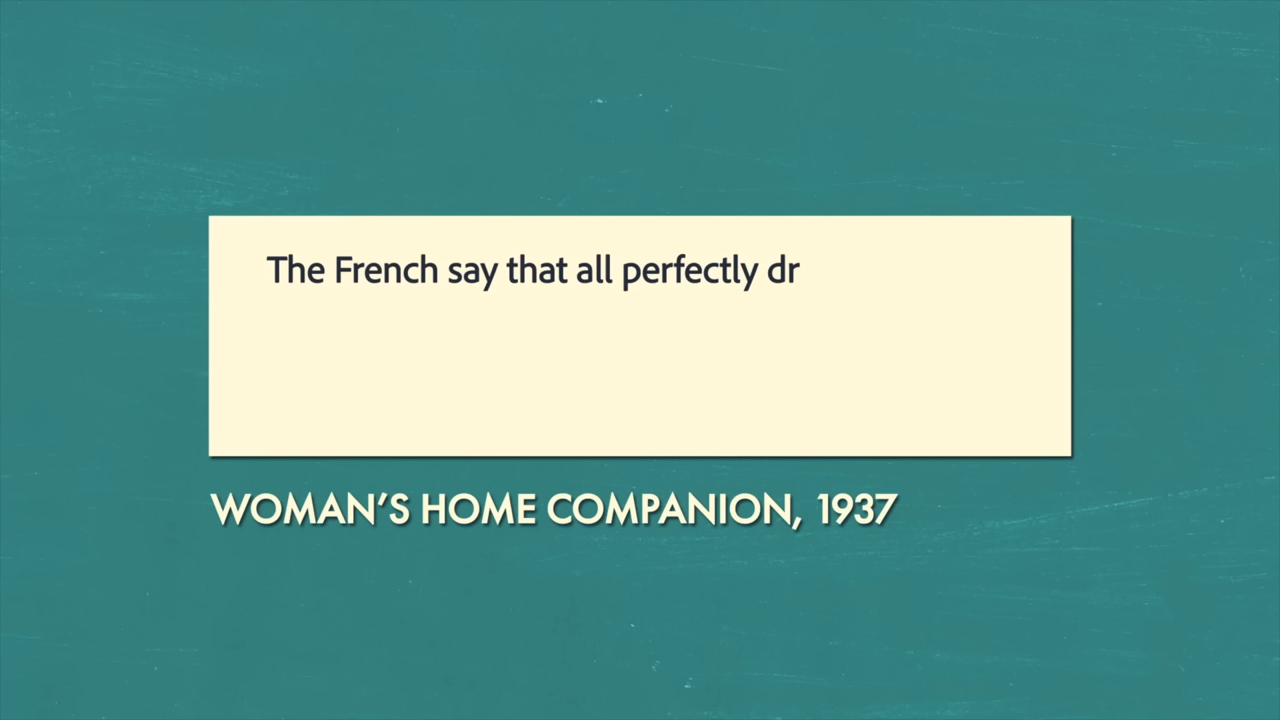 The French say that all perfectly dr
WOMAN'S HOME COMPANION, 1937